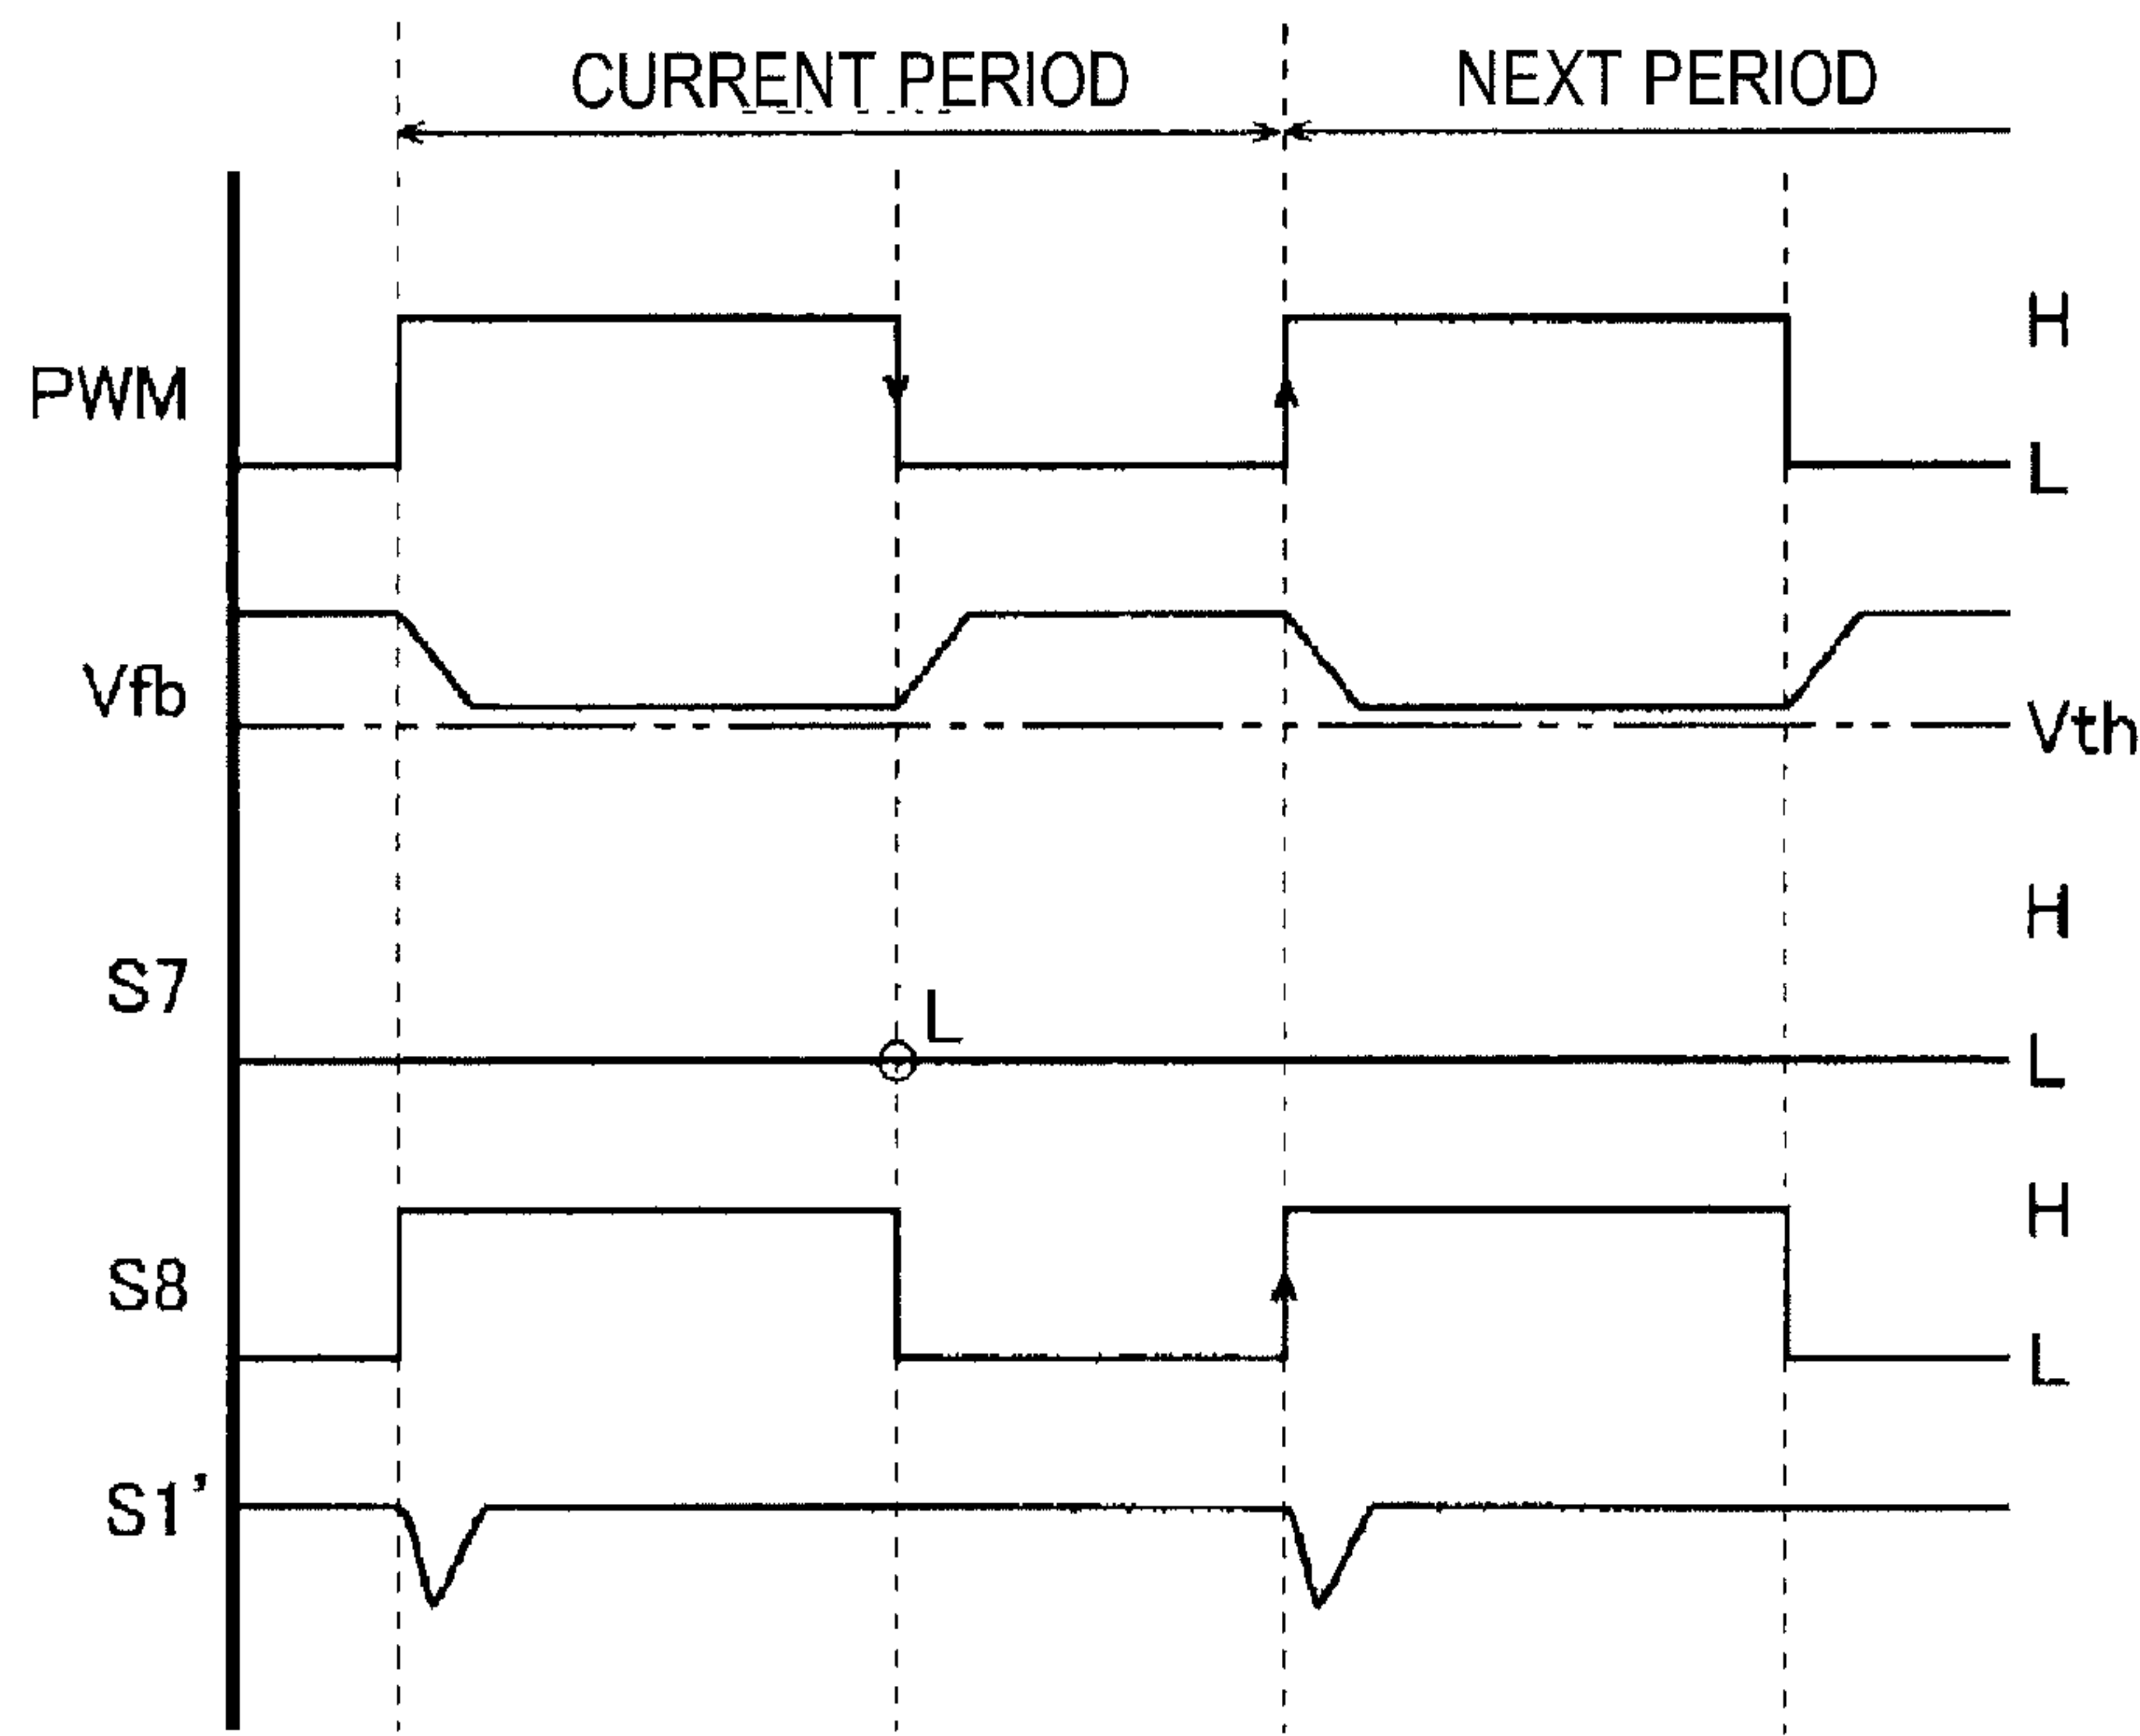 CURRENT PERIOD NEXT PERIOD
H
PWM
L
Vfb
Vth
H
S7
L
L
H
S8
L
S1'